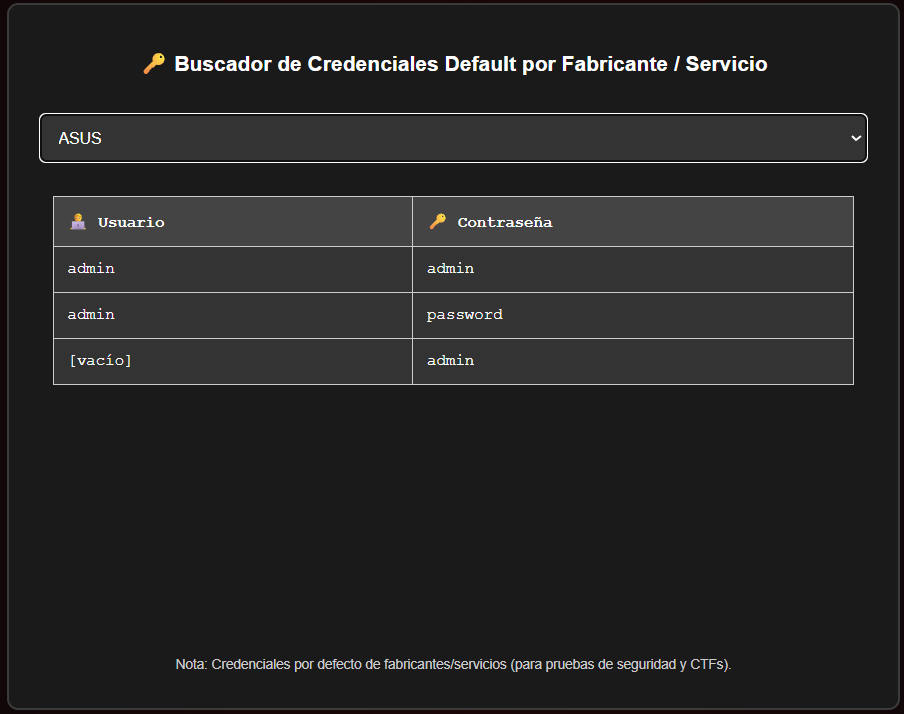 🔑 Buscador de Credenciales Default por Fabricante / Servicio
ASUS
🧑‍💻 Usuario 🔑 Contraseña
admin admin
admin password
[vacío] admin
Nota: Credenciales por defecto de fabricantes/servicios (para pruebas de seguridad y CTFs).